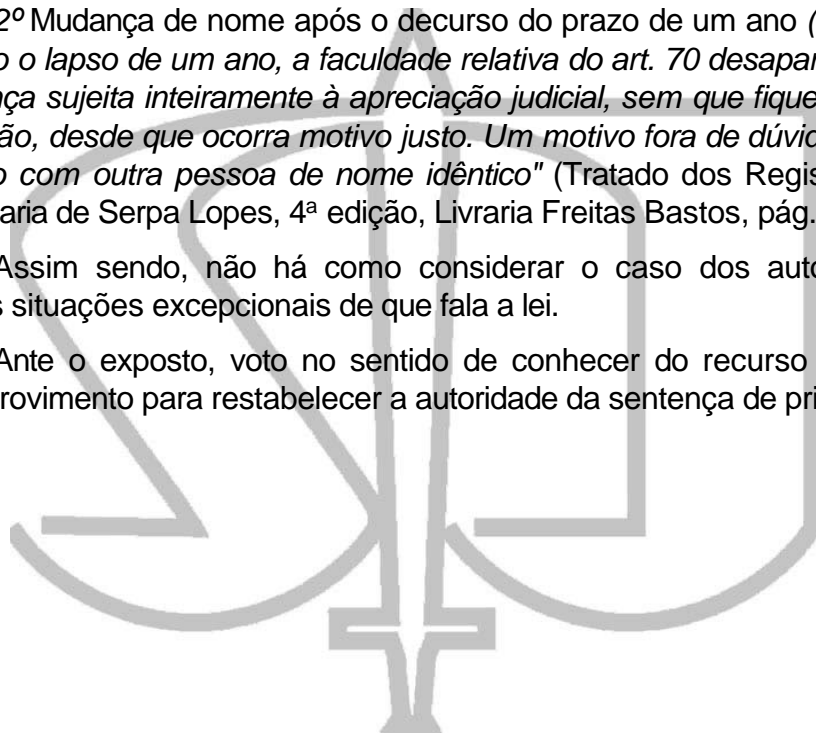 2º Mudança de nome após o decurso do prazo de um ano (
o o lapso de um ano, a faculdade relativa do art. 70 desapar
ça sujeita inteiramente à apreciação judicial, sem que fique
ão, desde que ocorra motivo justo. Um motivo fora de dúvid
o com outra pessoa de nome idêntico" (Tratado dos Regis
aria de Serpa Lopes, 4ª edição, Livraria Freitas Bastos, pág.
Assim sendo, não há como considerar o caso dos auto
s situações excepcionais de que fala a lei.
Ante o exposto, voto no sentido de conhecer do recurso
rovimento para restabelecer a autoridade da sentença de pri